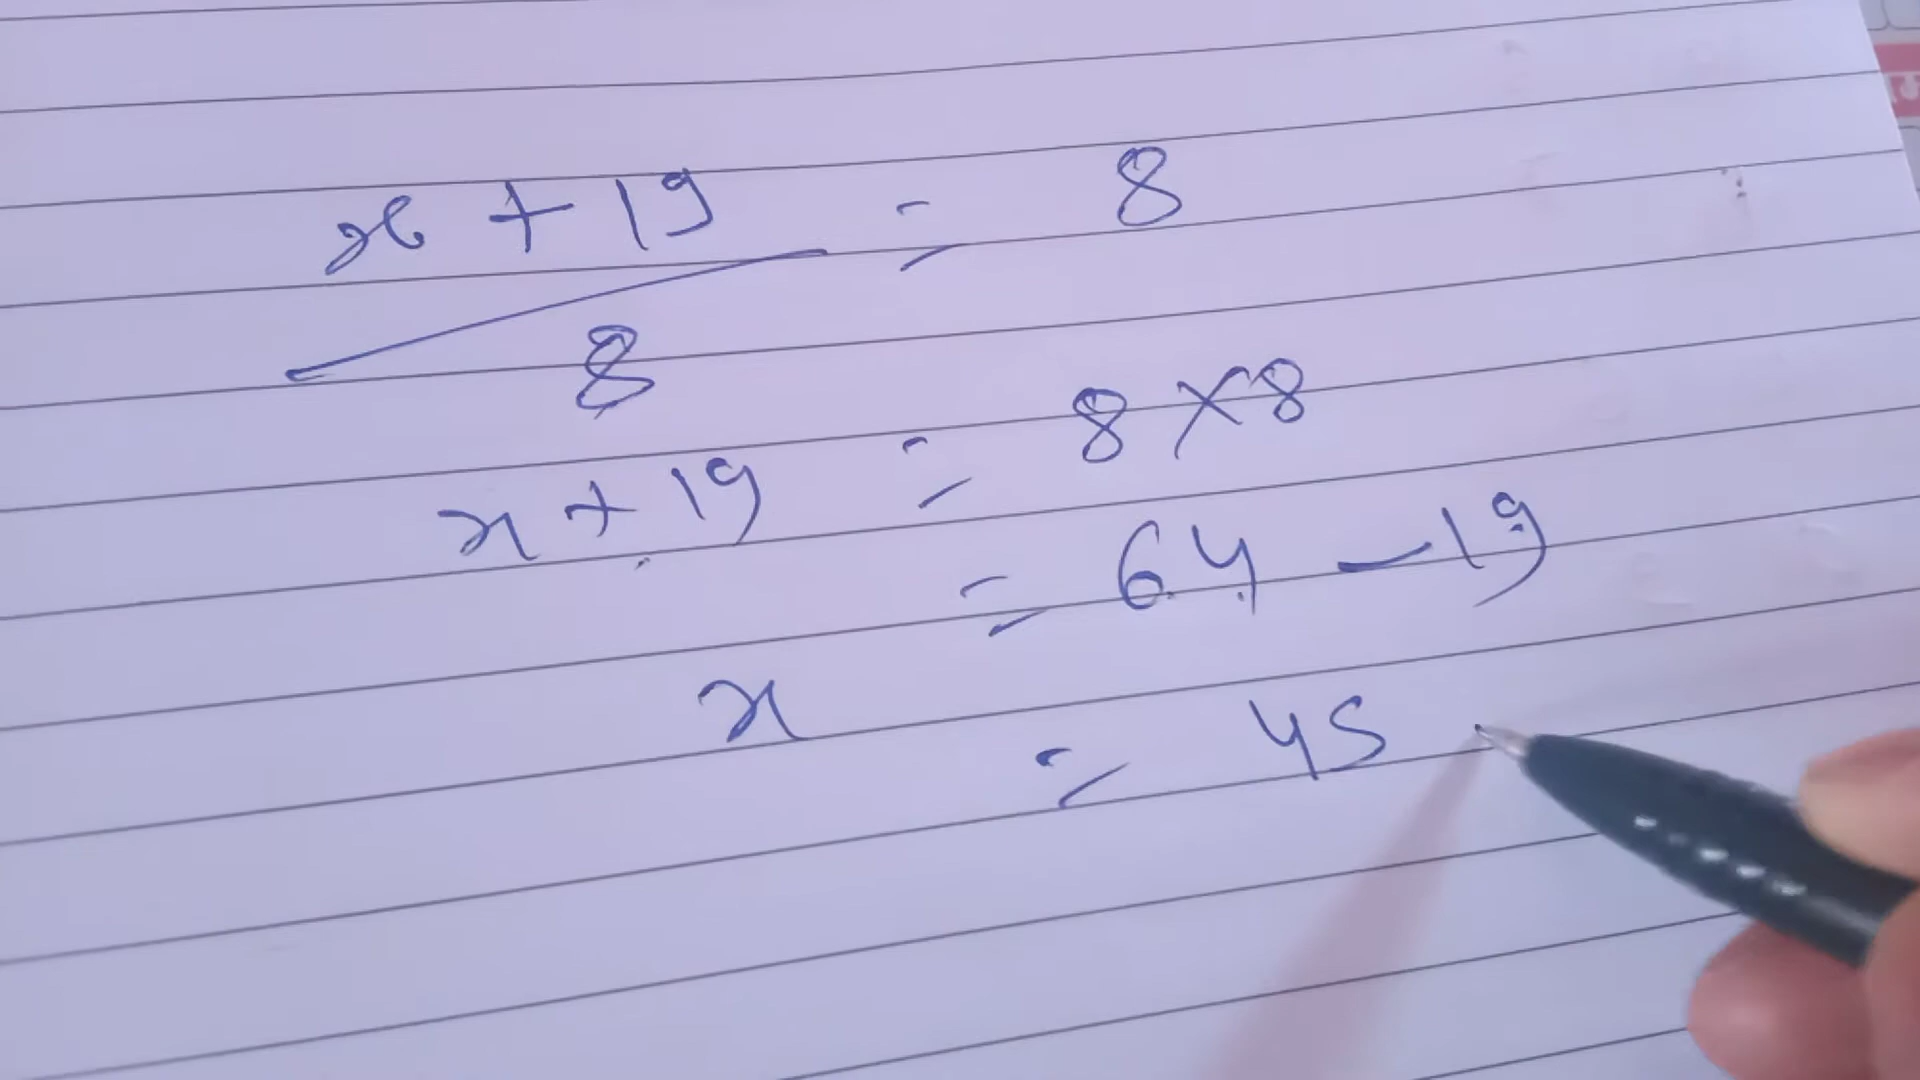 x + 19 = 8
8
x + 19 = 8 × 8
= 64 - 19
x = 45